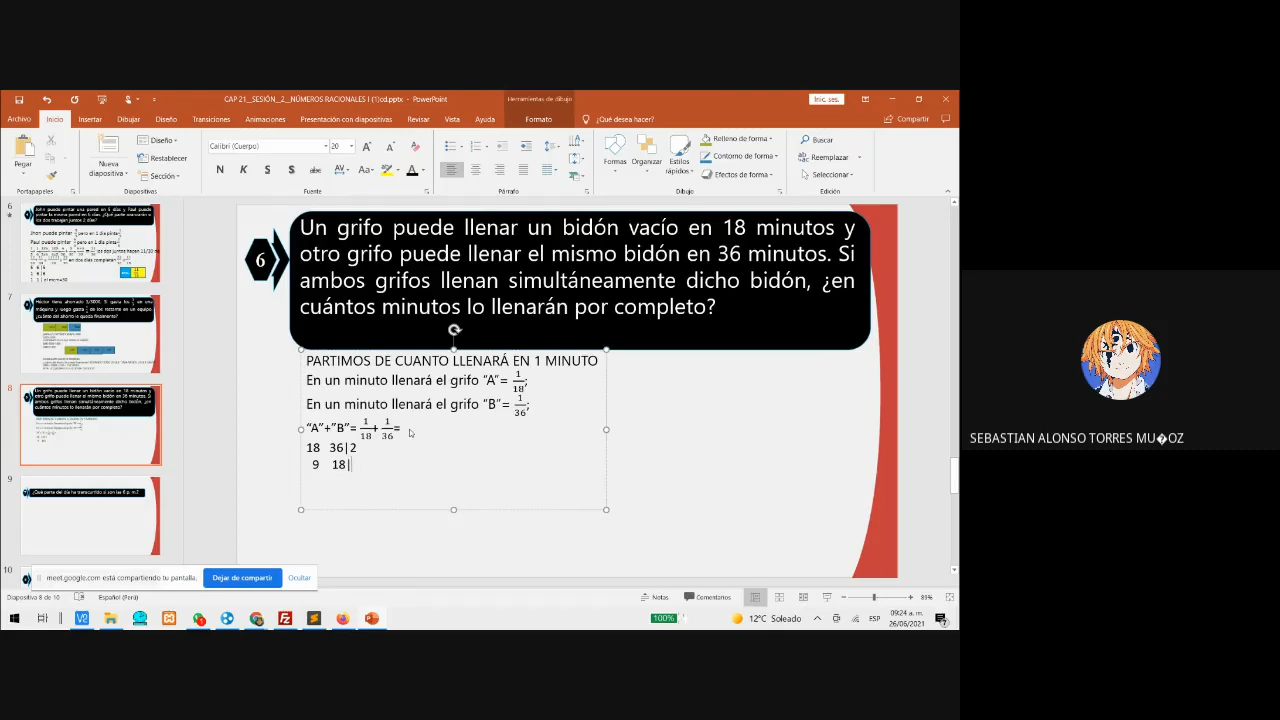 CAP 21_SESIÓN_2_NÚMEROS RACIONALES I (1)cd.pptx - PowerPoint
Herramientas de dibujo
Inic. ses.
Archivo Inicio Insertar Dibujar Diseño Transiciones Animaciones Presentación con diapositivas Revisar Vista Ayuda Formato ¿Qué desea hacer? Compartir
Pegar
Portapapeles
Nueva diapositiva
Diseño
Restablecer
Sección
Diapositivas
Calibri (Cuerpo) 20
N K S S abc AV Aa A
Fuente
Párrafo
Formas Organizar Estilos rápidos
Relleno de forma
Contorno de forma
Efectos de forma
Dibujo
Buscar
Reemplazar
Seleccionar
Edición
6
7
8
9
¿Qué parte del día ha transcurrido si son las 6 p. m.?
10
6
Un grifo puede llenar un bidón vacío en 18 minutos y
otro grifo puede llenar el mismo bidón en 36 minutos. Si
ambos grifos llenan simultáneamente dicho bidón, ¿en
cuántos minutos lo llenarán por completo?
PARTIMOS DE CUANTO LLENARÁ EN 1 MINUTO
En un minuto llenará el grifo “A”= 1/18;
En un minuto llenará el grifo “B”= 1/36;
“A”+”B”= 1/18+ 1/36=
18 36|2
9 18|
SEBASTIAN ALONSO TORRES MU�OZ
meet.google.com está compartiendo tu pantalla.
Dejar de compartir
Ocultar
Diapositiva 8 de 10 Español (Perú)
Notas Comentarios 89%
100%
12°C Soleado
ESP
09:24 a. m.
26/06/2021